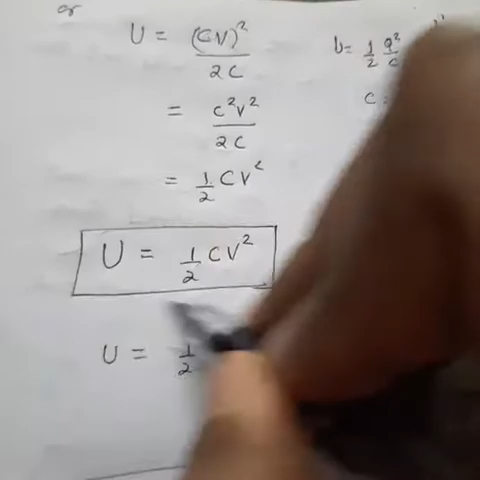 or
U = (CV)²/2C
U = 1/2 Q²/C
= C²V²/2C
C =
= 1/2 CV²
U = 1/2 CV²
U = 1/2